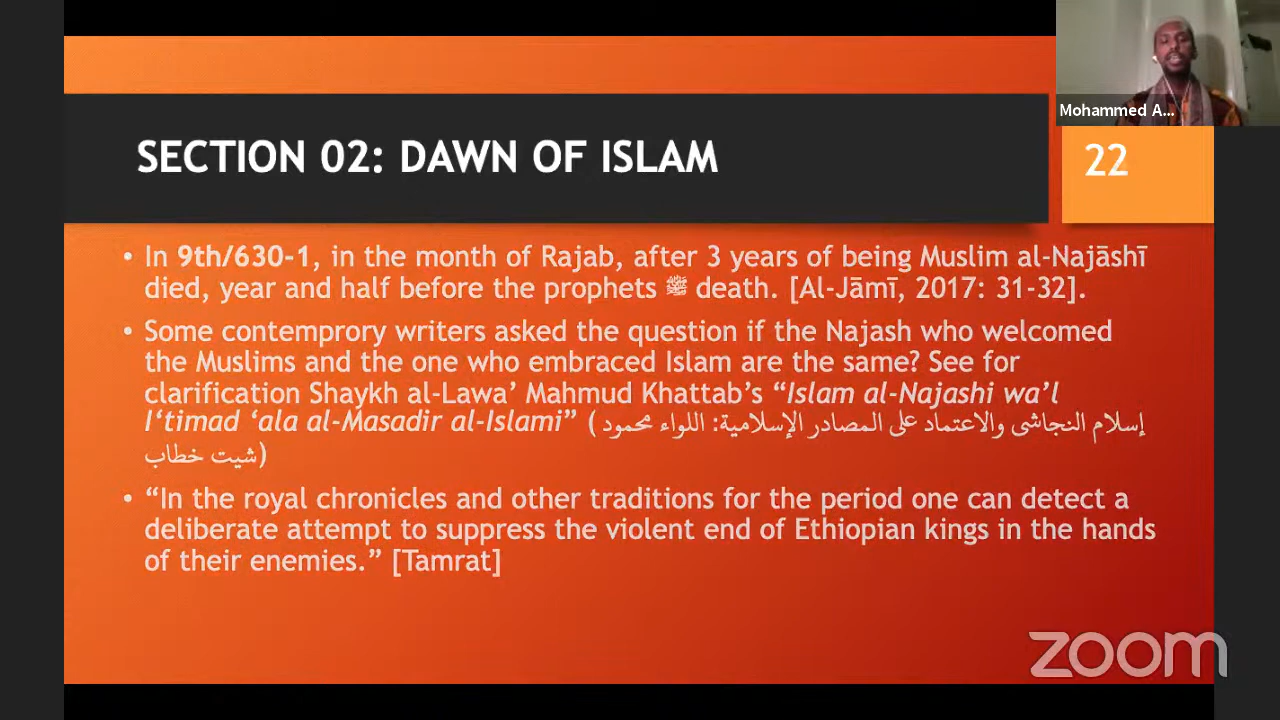 Mohammed A...
SECTION 02: DAWN OF ISLAM
22
• In 9th/630-1, in the month of Rajab, after 3 years of being Muslim al-Najāshī
died, year and half before the prophets ﷺ death. [Al-Jāmī, 2017: 31-32].
• Some contemprory writers asked the question if the Najash who welcomed
the Muslims and the one who embraced Islam are the same? See for
clarification Shaykh al-Lawa’ Mahmud Khattab’s “Islam al-Najashi wa’l
I‘timad ‘ala al-Masadir al-Islami” (إسلام النجاشى والاعتماد على المصادر الإسلامية: اللواء محمود
شيت خطاب)
• “In the royal chronicles and other traditions for the period one can detect a
deliberate attempt to suppress the violent end of Ethiopian kings in the hands
of their enemies.” [Tamrat]
zoom